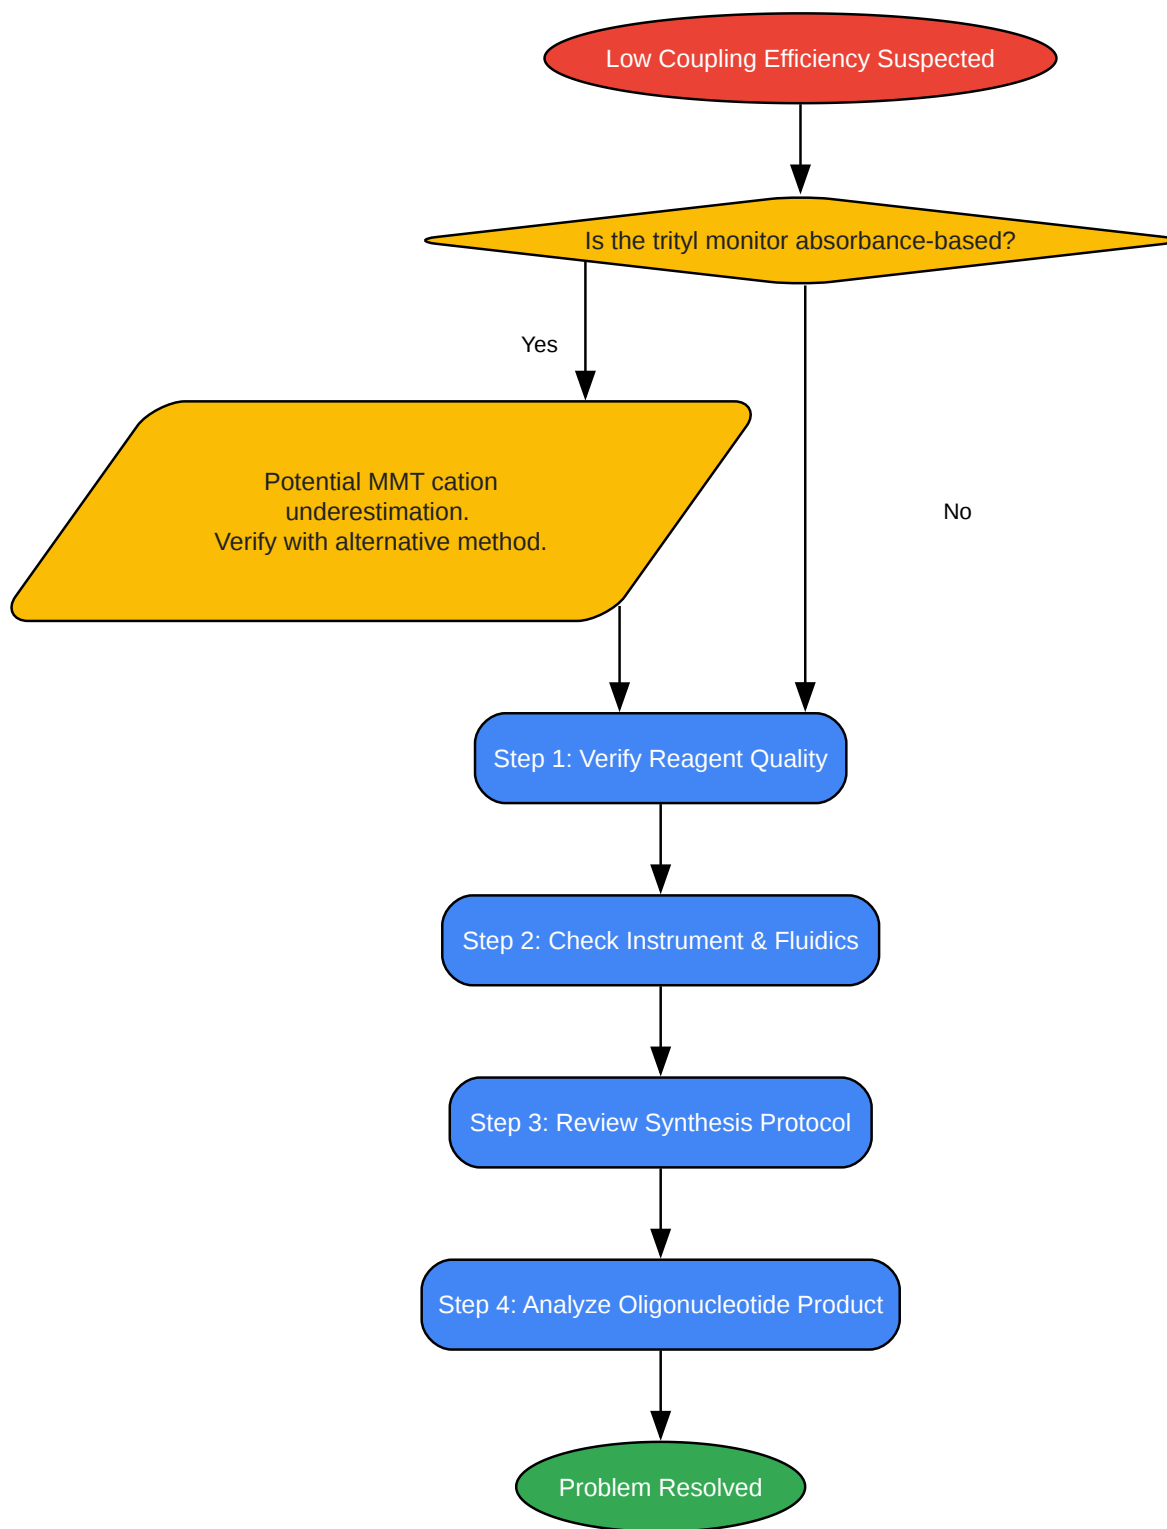 Low Coupling Efficiency Suspected
Is the trityl monitor absorbance-based?
Yes
Potential MMT cation
underestimation.
Verify with alternative method.
No
Step 1: Verify Reagent Quality
Step 2: Check Instrument & Fluidics
Step 3: Review Synthesis Protocol
Step 4: Analyze Oligonucleotide Product
Problem Resolved